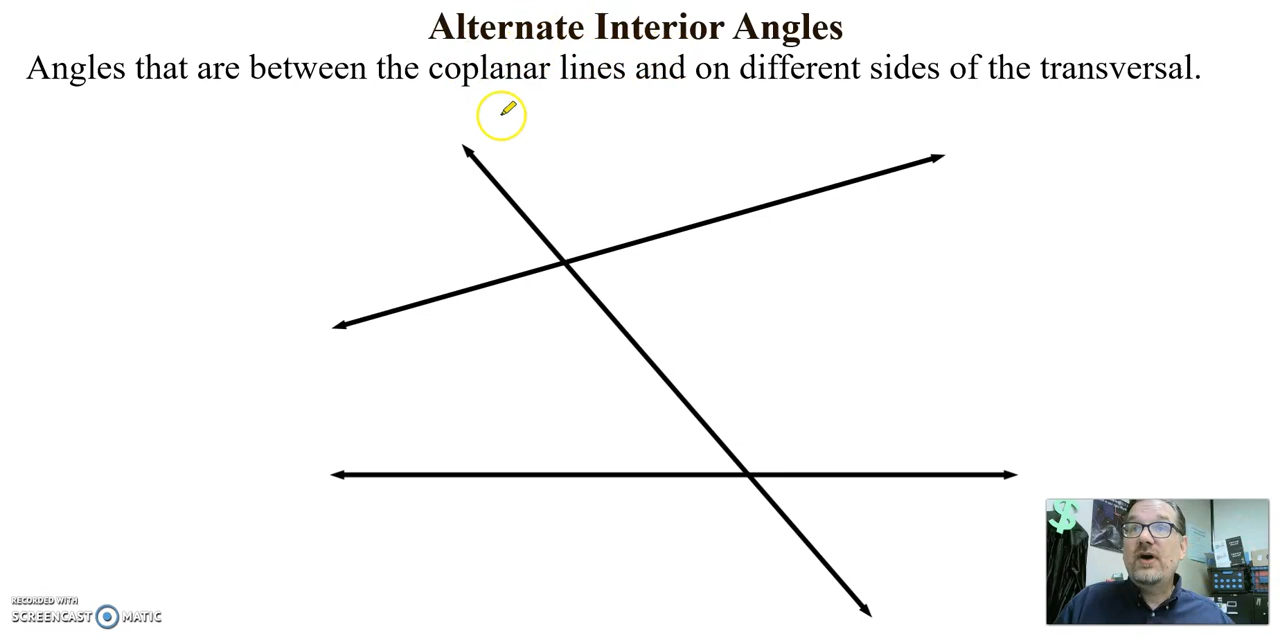 Alternate Interior Angles
Angles that are between the coplanar lines and on different sides of the transversal.
$
RECORDED WITH
SCREENCAST MATIC